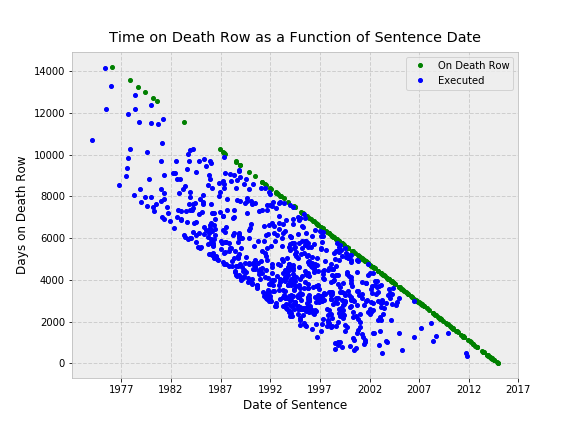 Time on Death Row as a Function of Sentence Date
On Death Row
Executed
14000
12000
10000
8000
6000
4000
2000
0
Days on Death Row
1977 1982 1987 1992 1997 2002 2007 2012 2017
Date of Sentence